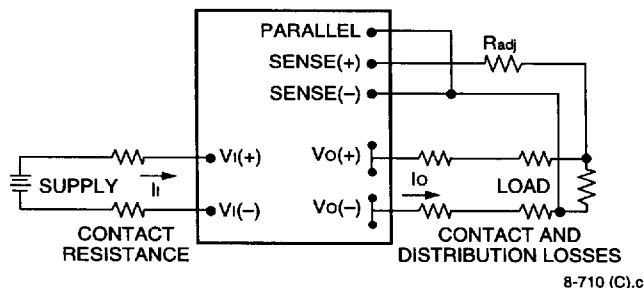 PARALLEL
SENSE(+)
SENSE(–)
Radj
VI(+)
VO(+)
SUPPLY
II
IO
LOAD
VI(–)
VO(–)
CONTACT
RESISTANCE
CONTACT AND
DISTRIBUTION LOSSES
8-710 (C).c